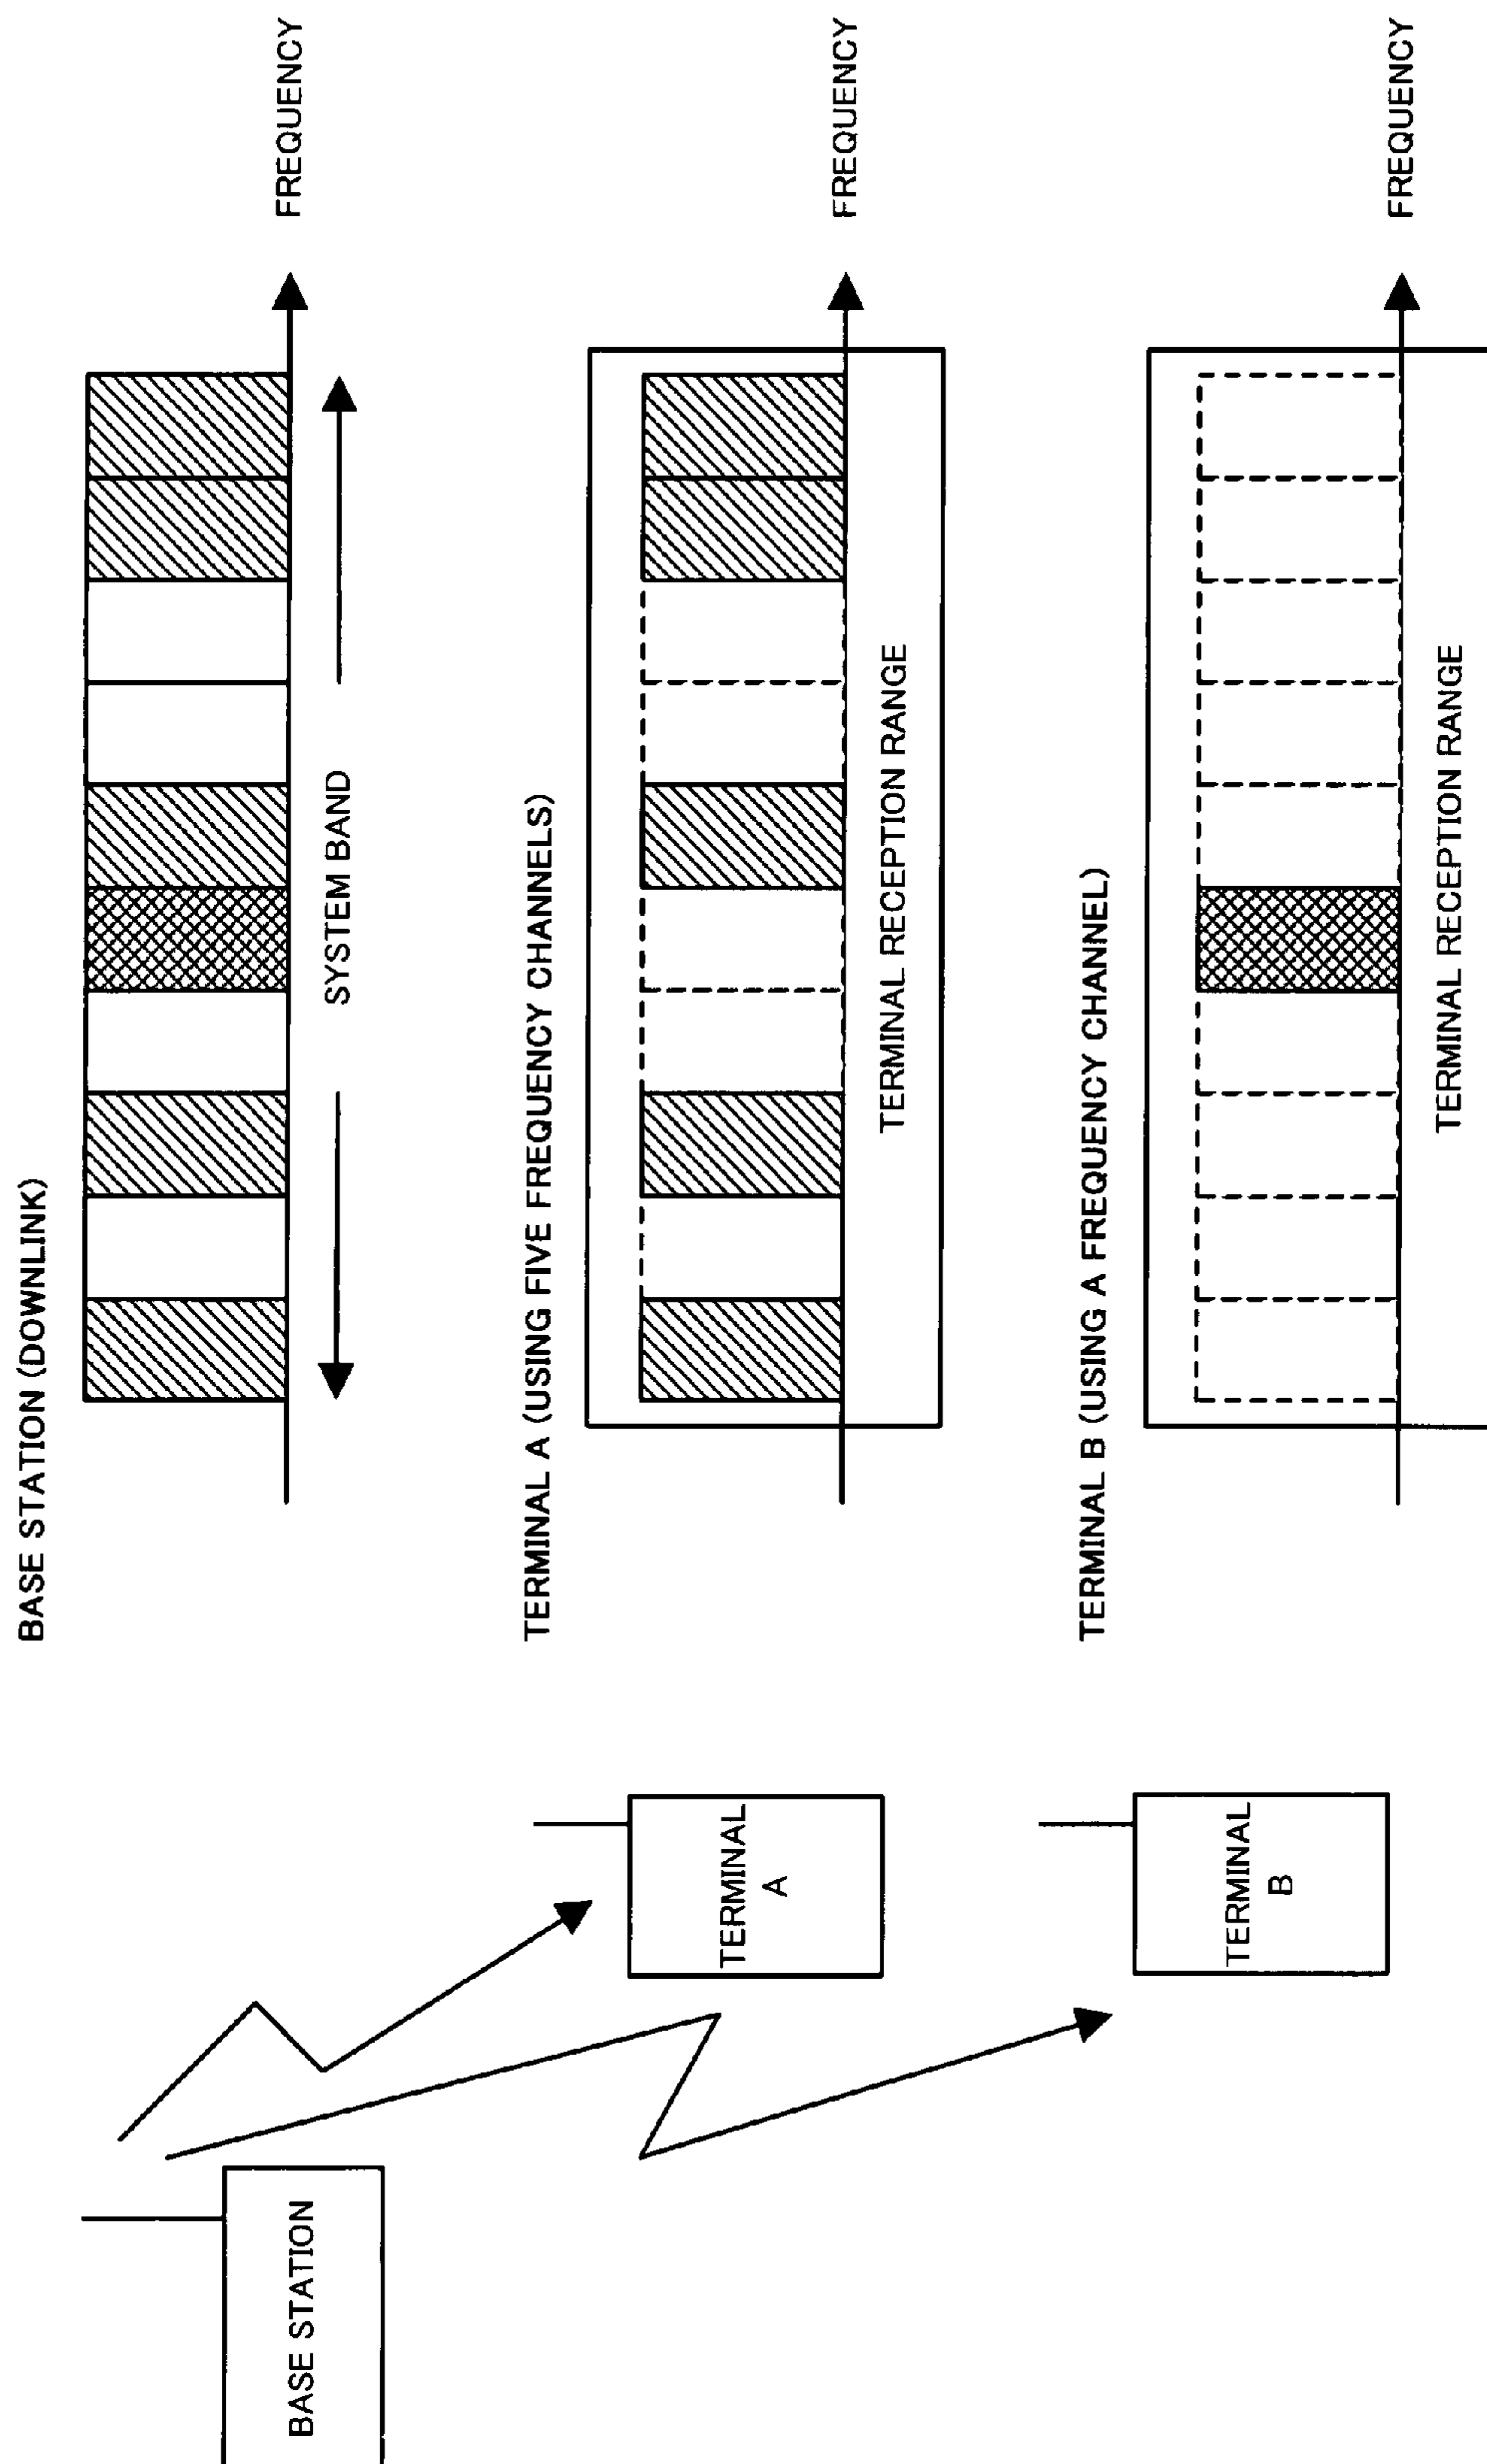 BASE STATION (DOWNLINK)
FREQUENCY
SYSTEM BAND
BASE STATION
TERMINAL A (USING FIVE FREQUENCY CHANNELS)
FREQUENCY
TERMINAL RECEPTION RANGE
TERMINAL
A
TERMINAL B (USING A FREQUENCY CHANNEL)
FREQUENCY
TERMINAL RECEPTION RANGE
TERMINAL
B